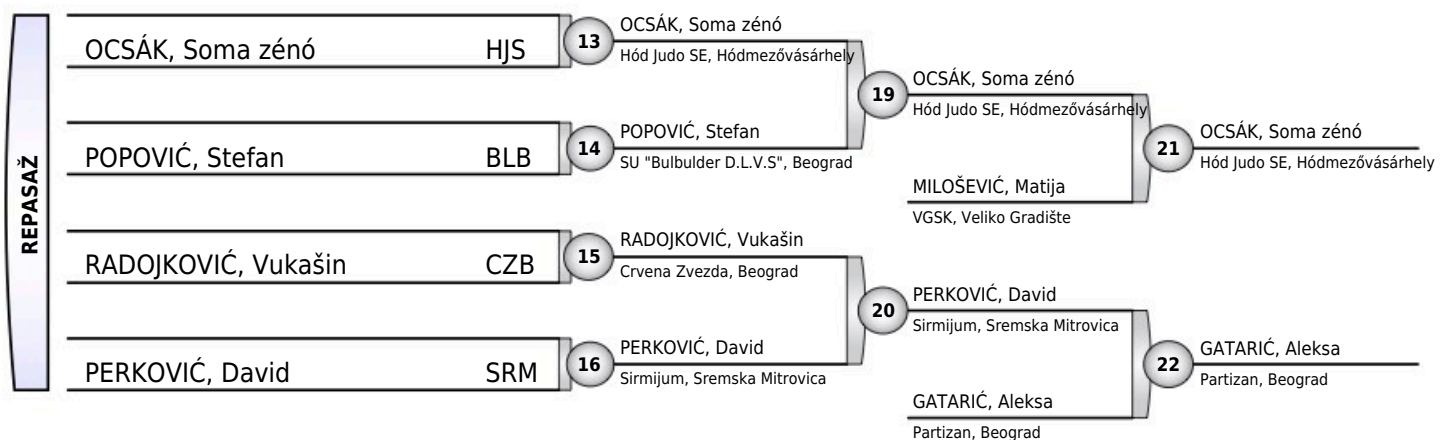 REPASAŽ
OCSÁK, Soma zénó HJS
POPOVIĆ, Stefan BLB
RADOJKOVIĆ, Vukašin CZB
PERKOVIĆ, David SRM
13
OCSÁK, Soma zénó
Hód Judo SE, Hódmezővásárhely
14
POPOVIĆ, Stefan
SU "Bulbulder D.L.V.S", Beograd
15
RADOJKOVIĆ, Vukašin
Crvena Zvezda, Beograd
16
PERKOVIĆ, David
Sirmijum, Sremska Mitrovica
19
OCSÁK, Soma zénó
Hód Judo SE, Hódmezővásárhely
MILOŠEVIĆ, Matija
VGSK, Veliko Gradište
20
PERKOVIĆ, David
Sirmijum, Sremska Mitrovica
GATARIĆ, Aleksa
Partizan, Beograd
21
OCSÁK, Soma zénó
Hód Judo SE, Hódmezővásárhely
22
GATARIĆ, Aleksa
Partizan, Beograd